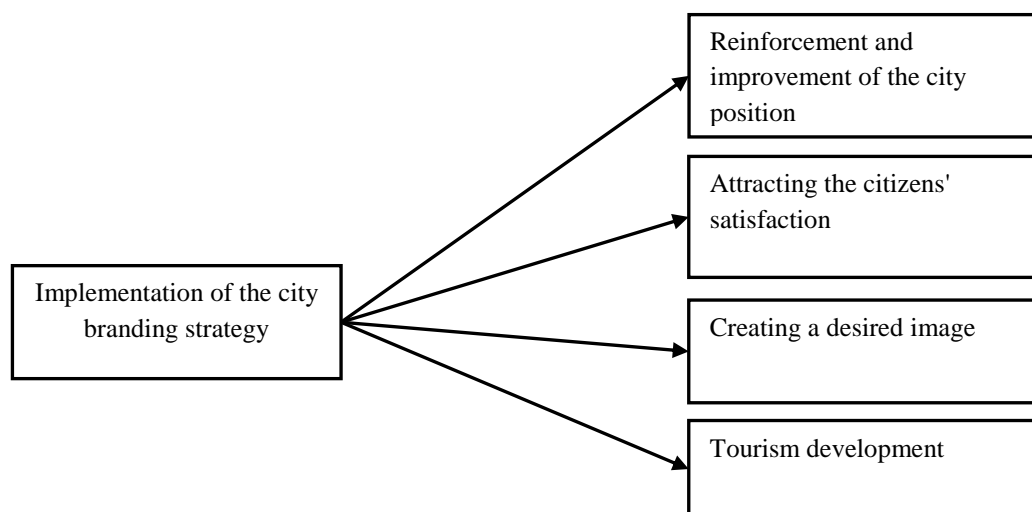 Reinforcement and
improvement of the city
position
Attracting the citizens'
satisfaction
Implementation of the city
branding strategy
Creating a desired image
Tourism development